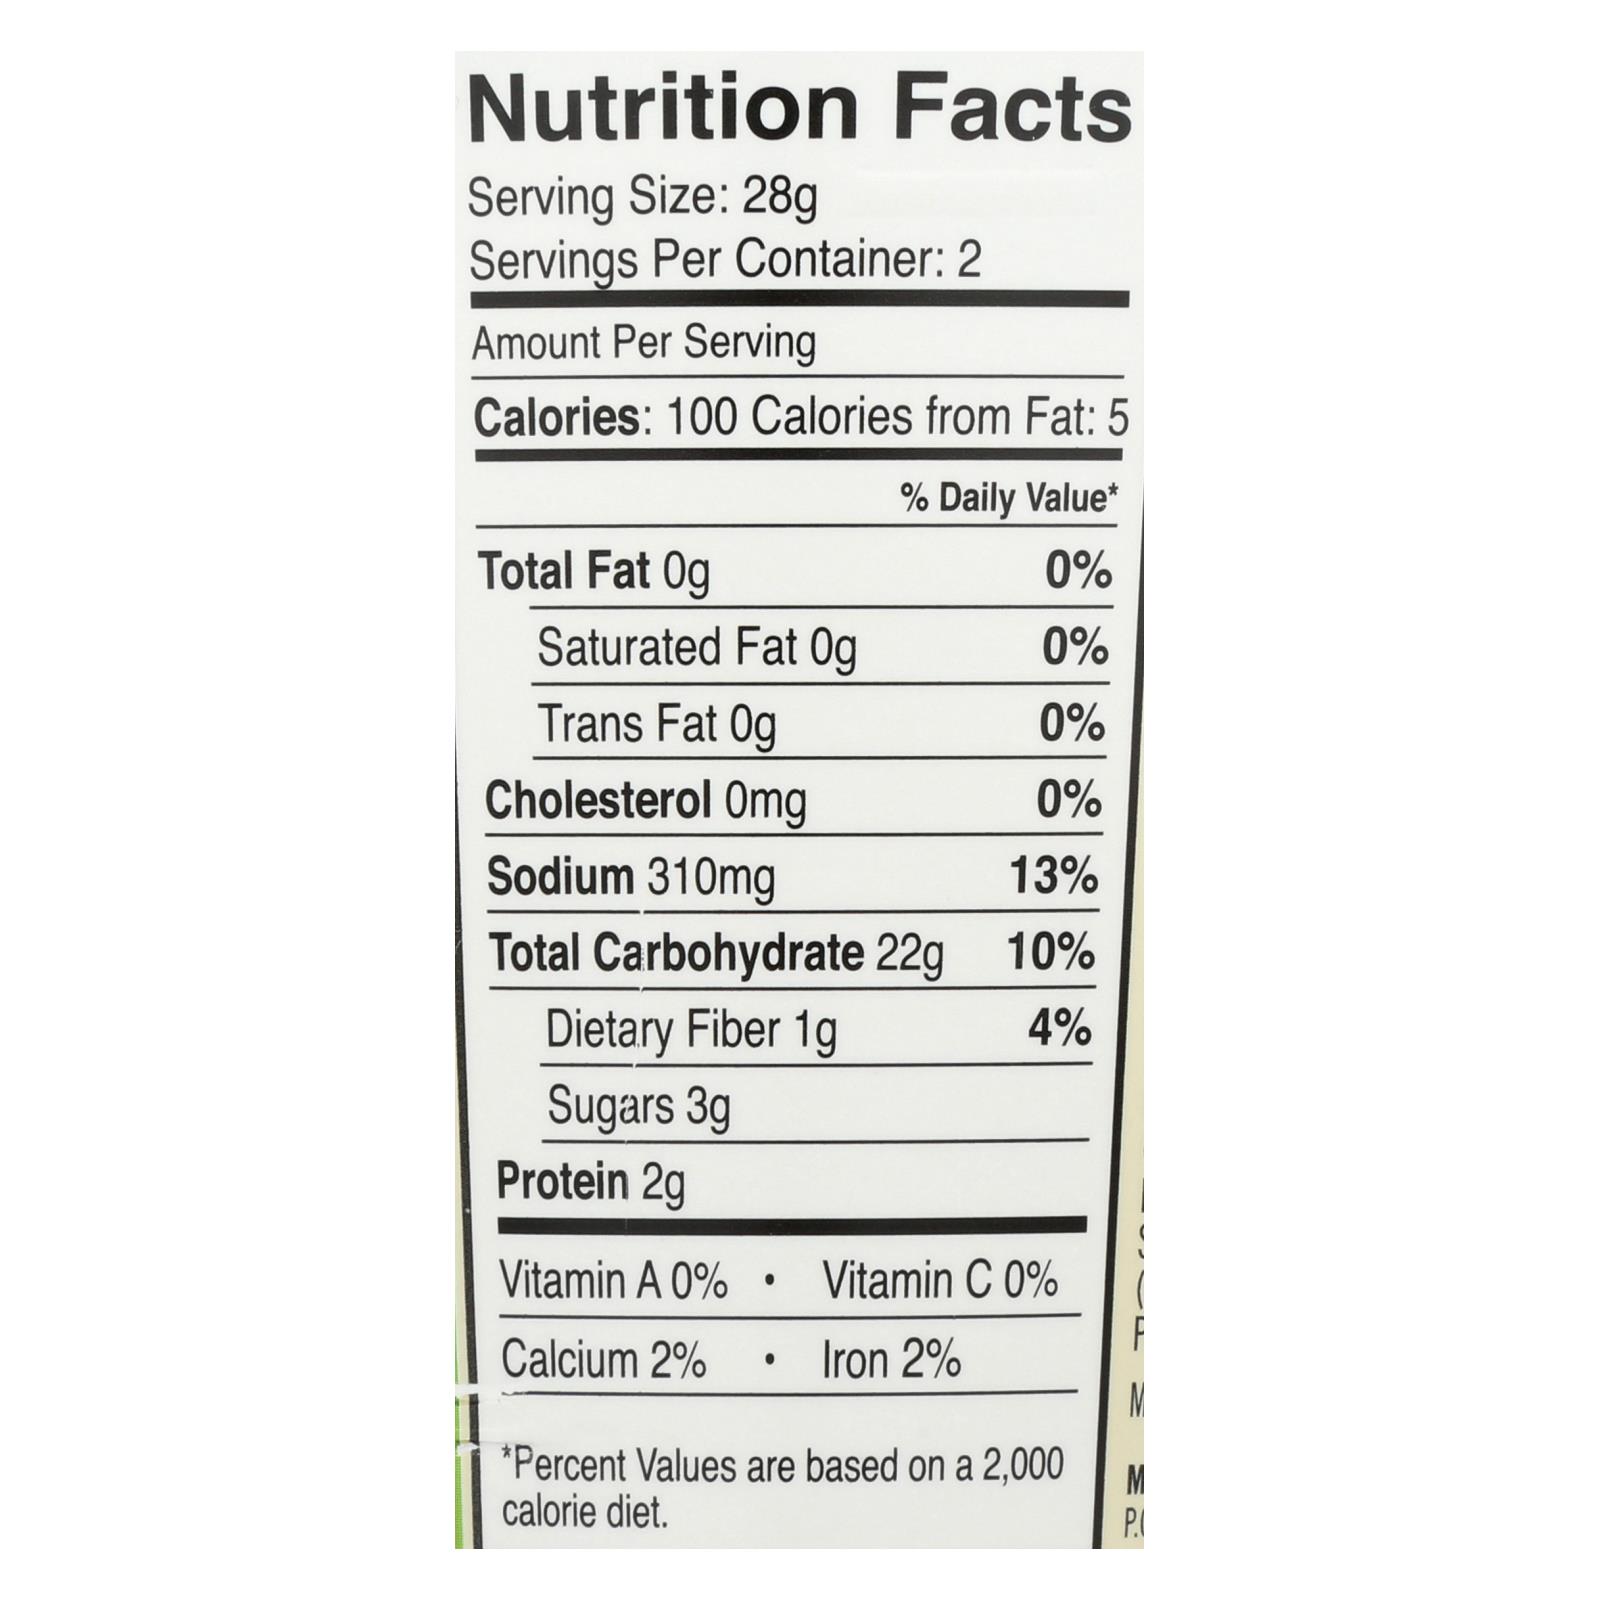 Nutrition Facts
Serving Size: 28g
Servings Per Container: 2
Amount Per Serving
Calories: 100 Calories from Fat: 5
% Daily Value*
Total Fat 0g 0%
Saturated Fat 0g 0%
Trans Fat 0g 0%
Cholesterol 0mg 0%
Sodium 310mg 13%
Total Carbohydrate 22g 10%
Dietary Fiber 1g 4%
Sugars 3g
Protein 2g
Vitamin A 0% • Vitamin C 0%
Calcium 2% • Iron 2%
*Percent Values are based on a 2,000
calorie diet.